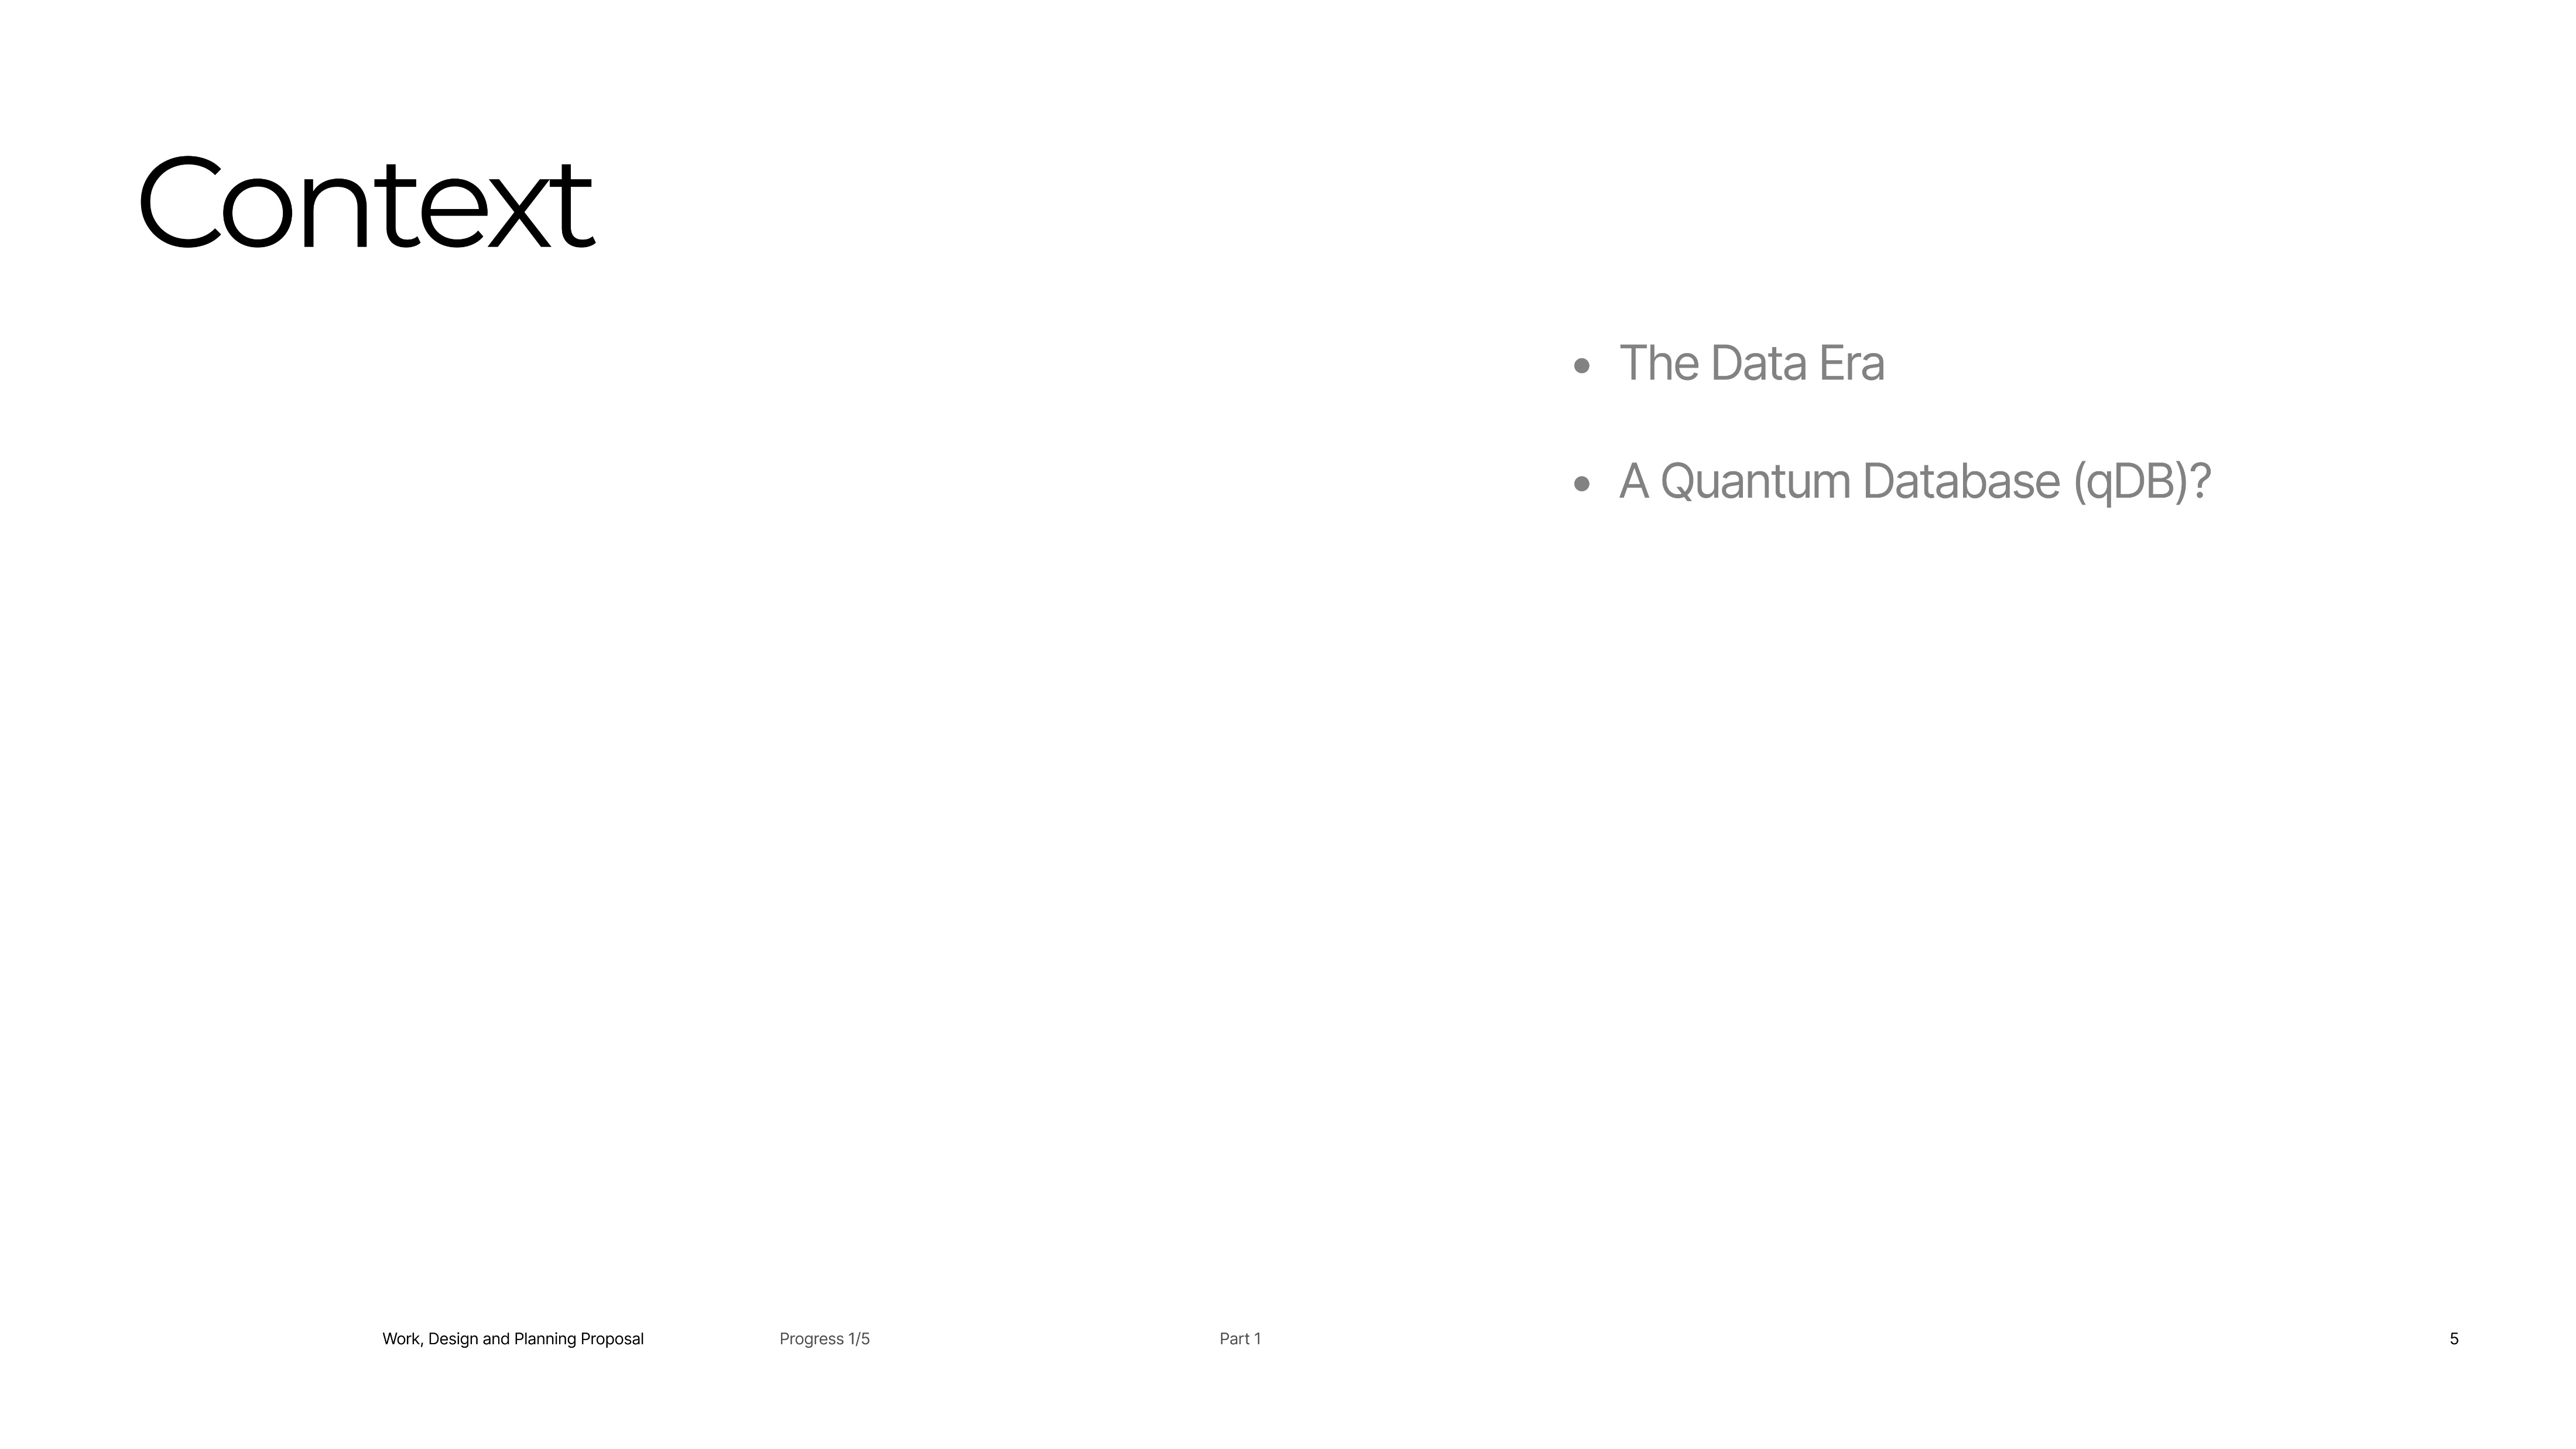 Context
• The Data Era
• A Quantum Database (qDB)?
Work, Design and Planning Proposal
Progress 1/5
Part 1
5